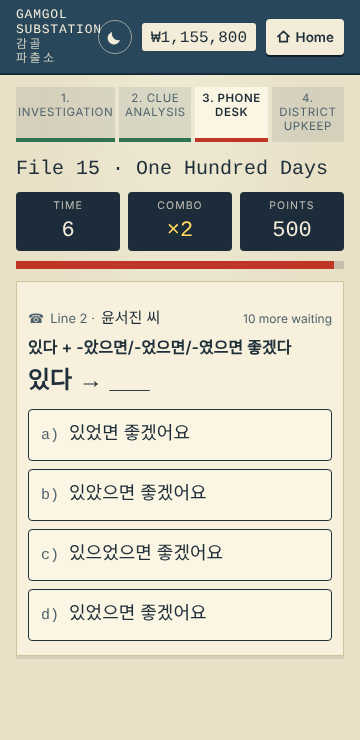 GAMGOL
SUBSTATION
감골
파출소
₩1,155,800
Home
1.
INVESTIGATION
2. CLUE
ANALYSIS
3. PHONE
DESK
4.
DISTRICT
UPKEEP
File 15 · One Hundred Days
TIME
6
COMBO
×2
POINTS
500
☎ Line 2 · 윤서진 씨
10 more waiting
있다 + -았으면/-었으면/-였으면 좋겠다
있다 → ___
a) 있었면 좋겠어요
b) 있았으면 좋겠어요
c) 있으었으면 좋겠어요
d) 있었으면 좋겠어요